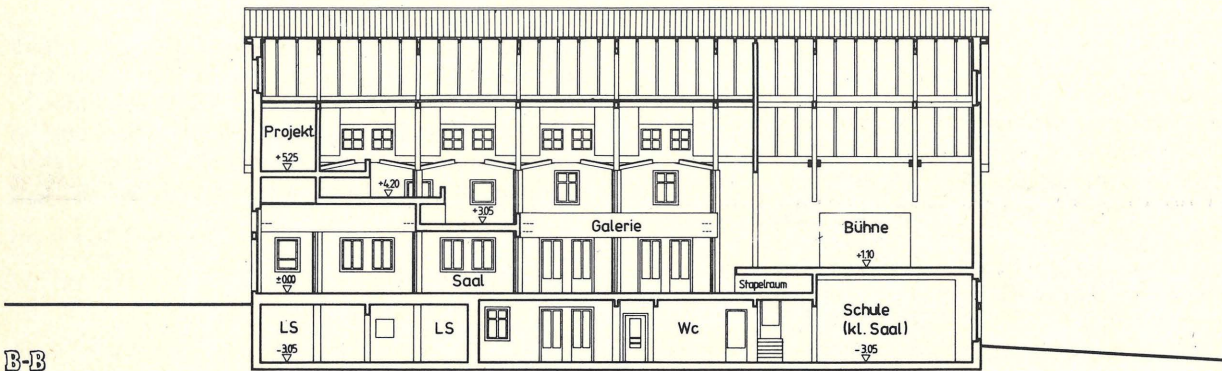 Projekt.
+5.25
+4.20
+3.05
Galerie
Bühne
+1.10
±0.00
Saal
Stapelraum
LS
-3.05
LS
Wc
Schule
(kl. Saal)
-3.05
B-B